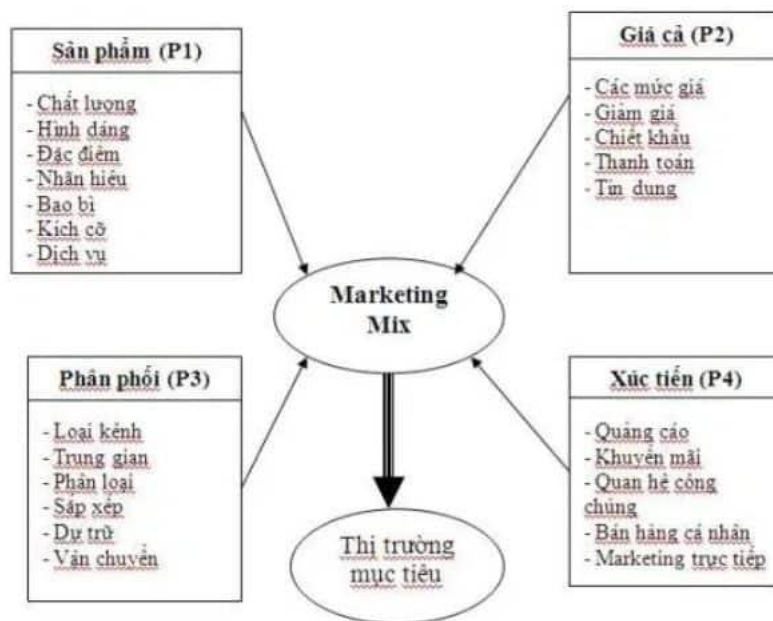 Sản phẩm (P1)
- Chất lượng
- Hình dáng
- Đặc điểm
- Nhãn hiệu
- Bao bì
- Kích cỡ
- Dịch vụ
Giá cả (P2)
- Các mức giá
- Giảm giá
- Chiết khấu
- Thanh toán
- Tín dụng
Marketing
Mix
Phân phối (P3)
- Loại kênh
- Trung gian
- Phân loại
- Sắp xếp
- Dự trữ
- Vận chuyển
Xúc tiến (P4)
- Quảng cáo
- Khuyến mãi
- Quan hệ công
chúng
- Bán hàng cá nhân
- Marketing trực tiếp
Thị trường
mục tiêu